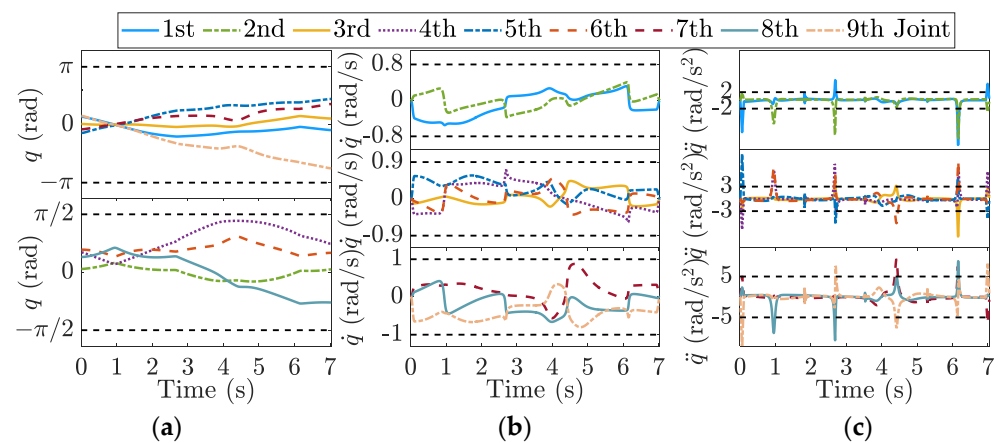 1st 2nd 3rd 4th 5th 6th 7th 8th 9th Joint
π
0
−π
q (rad)
π/2
0
−π/2
q (rad)
0 1 2 3 4 5 6 7
Time (s)
(a)
0.8
0
-0.8
q̇ (rad/s)
0.9
0
-0.9
q̇ (rad/s)
1
0
-1
q̇ (rad/s)
0 1 2 3 4 5 6 7
Time (s)
(b)
2
-2
q̈ (rad/s²)
3
-3
q̈ (rad/s²)
5
-5
q̈ (rad/s²)
0 1 2 3 4 5 6 7
Time (s)
(c)